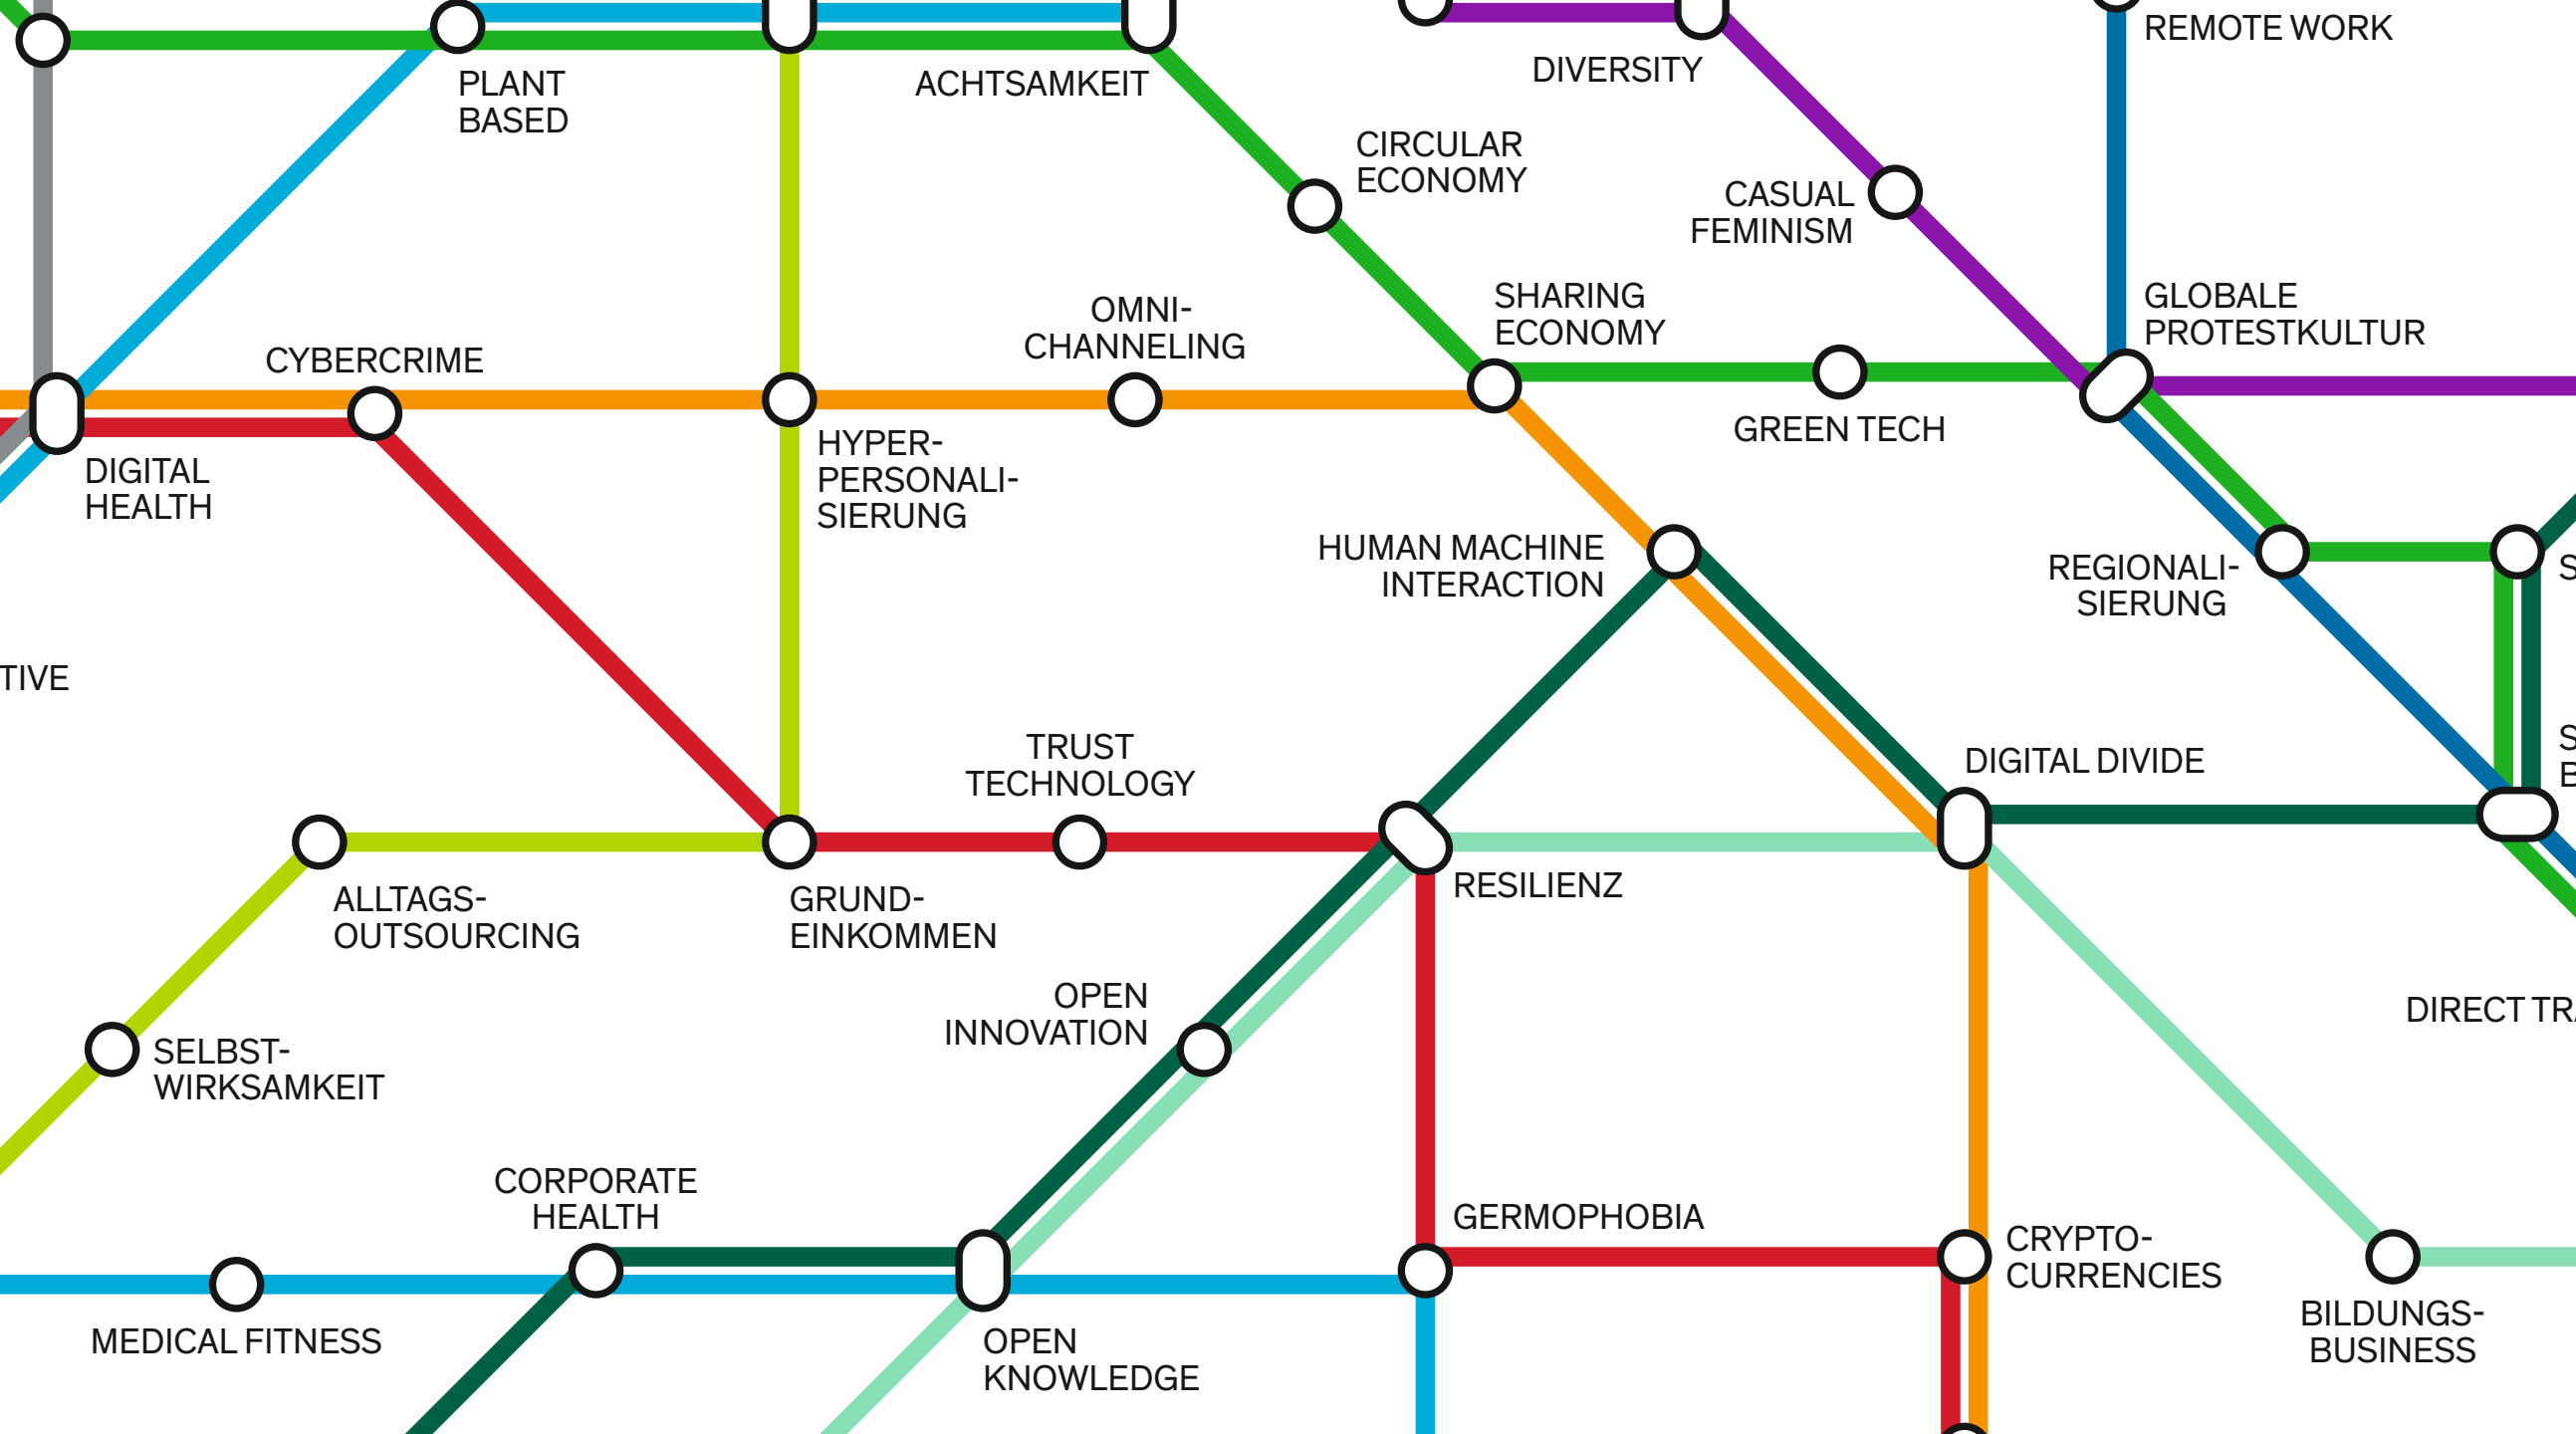 REMOTE WORK
DIVERSITY
PLANT
BASED
ACHTSAMKEIT
CIRCULAR
ECONOMY
CASUAL
FEMINISM
SHARING
ECONOMY
GLOBALE
PROTESTKULTUR
OMNI-
CHANNELING
CYBERCRIME
GREEN TECH
HYPER-
PERSONALI-
SIERUNG
DIGITAL
HEALTH
HUMAN MACHINE
INTERACTION
REGIONALI-
SIERUNG
S
TIVE
TRUST
TECHNOLOGY
DIGITAL DIVIDE
S
B
RESILIENZ
ALLTAGS-
OUTSOURCING
GRUND-
EINKOMMEN
OPEN
INNOVATION
DIRECT TRA
SELBST-
WIRKSAMKEIT
CORPORATE
HEALTH
GERMOPHOBIA
CRYPTO-
CURRENCIES
BILDUNGS-
BUSINESS
MEDICAL FITNESS
OPEN
KNOWLEDGE